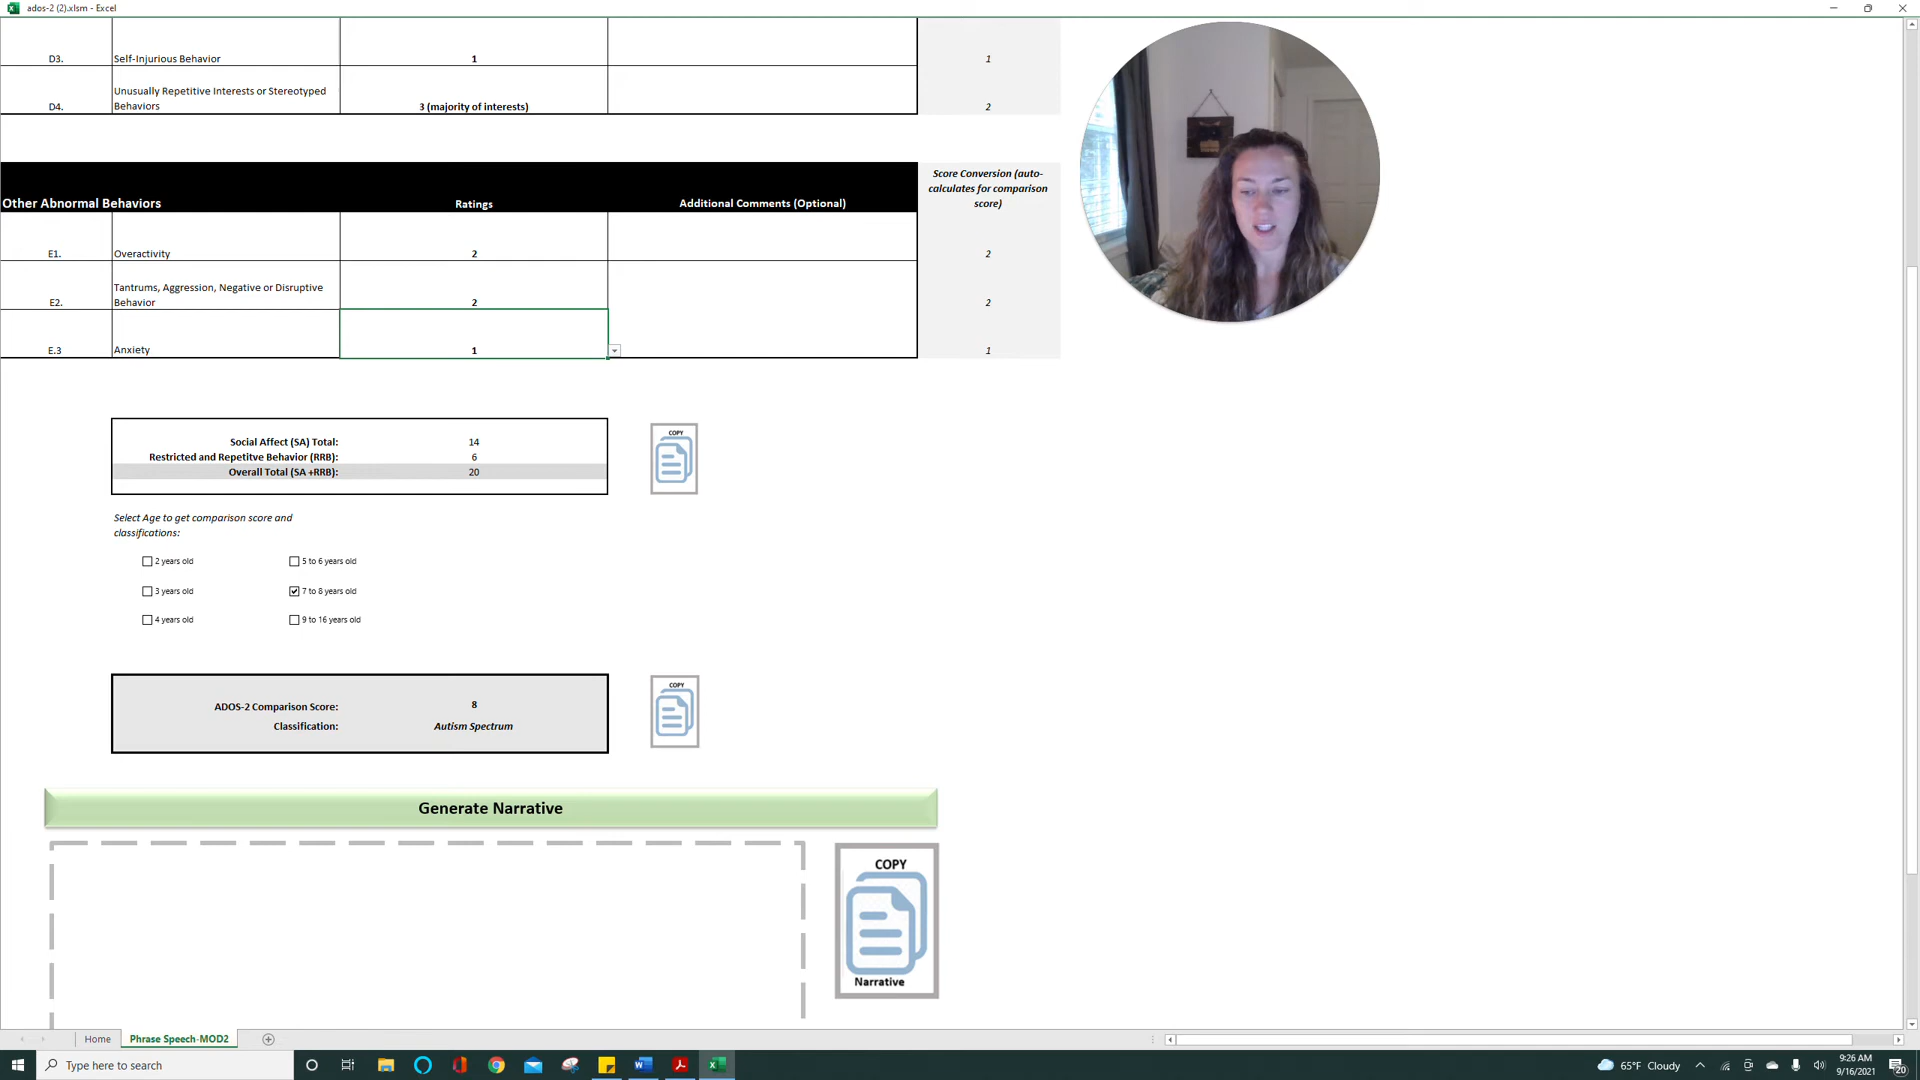 ados-2 (2).xlsm - Excel
D3. Self-Injurious Behavior 1 1
Unusually Repetitive Interests or Stereotyped
D4. Behaviors 3 (majority of interests) 2
Score Conversion (auto-
calculates for comparison
Other Abnormal Behaviors Ratings Additional Comments (Optional) score)
E1. Overactivity 2 2
Tantrums, Aggression, Negative or Disruptive
E2. Behavior 2 2
E.3 Anxiety 1 1
Social Affect (SA) Total: 14
Restricted and Repetitve Behavior (RRB): 6
Overall Total (SA +RRB): 20
COPY
Select Age to get comparison score and
classifications:
2 years old 5 to 6 years old
3 years old 7 to 8 years old
4 years old 9 to 16 years old
ADOS-2 Comparison Score: 8
Classification: Autism Spectrum
COPY
Generate Narrative
COPY
Narrative
Home Phrase Speech-MOD2
Type here to search
65°F Cloudy
9:26 AM
9/16/2021
20